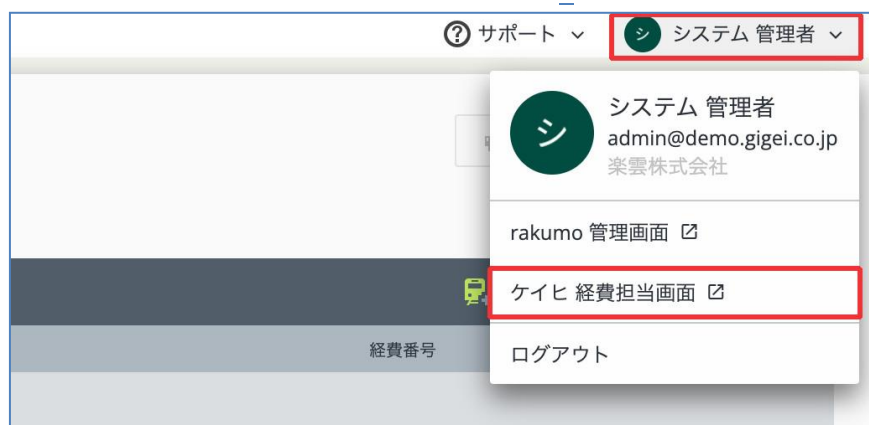 サポート
シ システム 管理者
シ
システム 管理者
admin@demo.gigei.co.jp
楽雲株式会社
rakumo 管理画面
ケイヒ 経費担当画面
経費番号
ログアウト